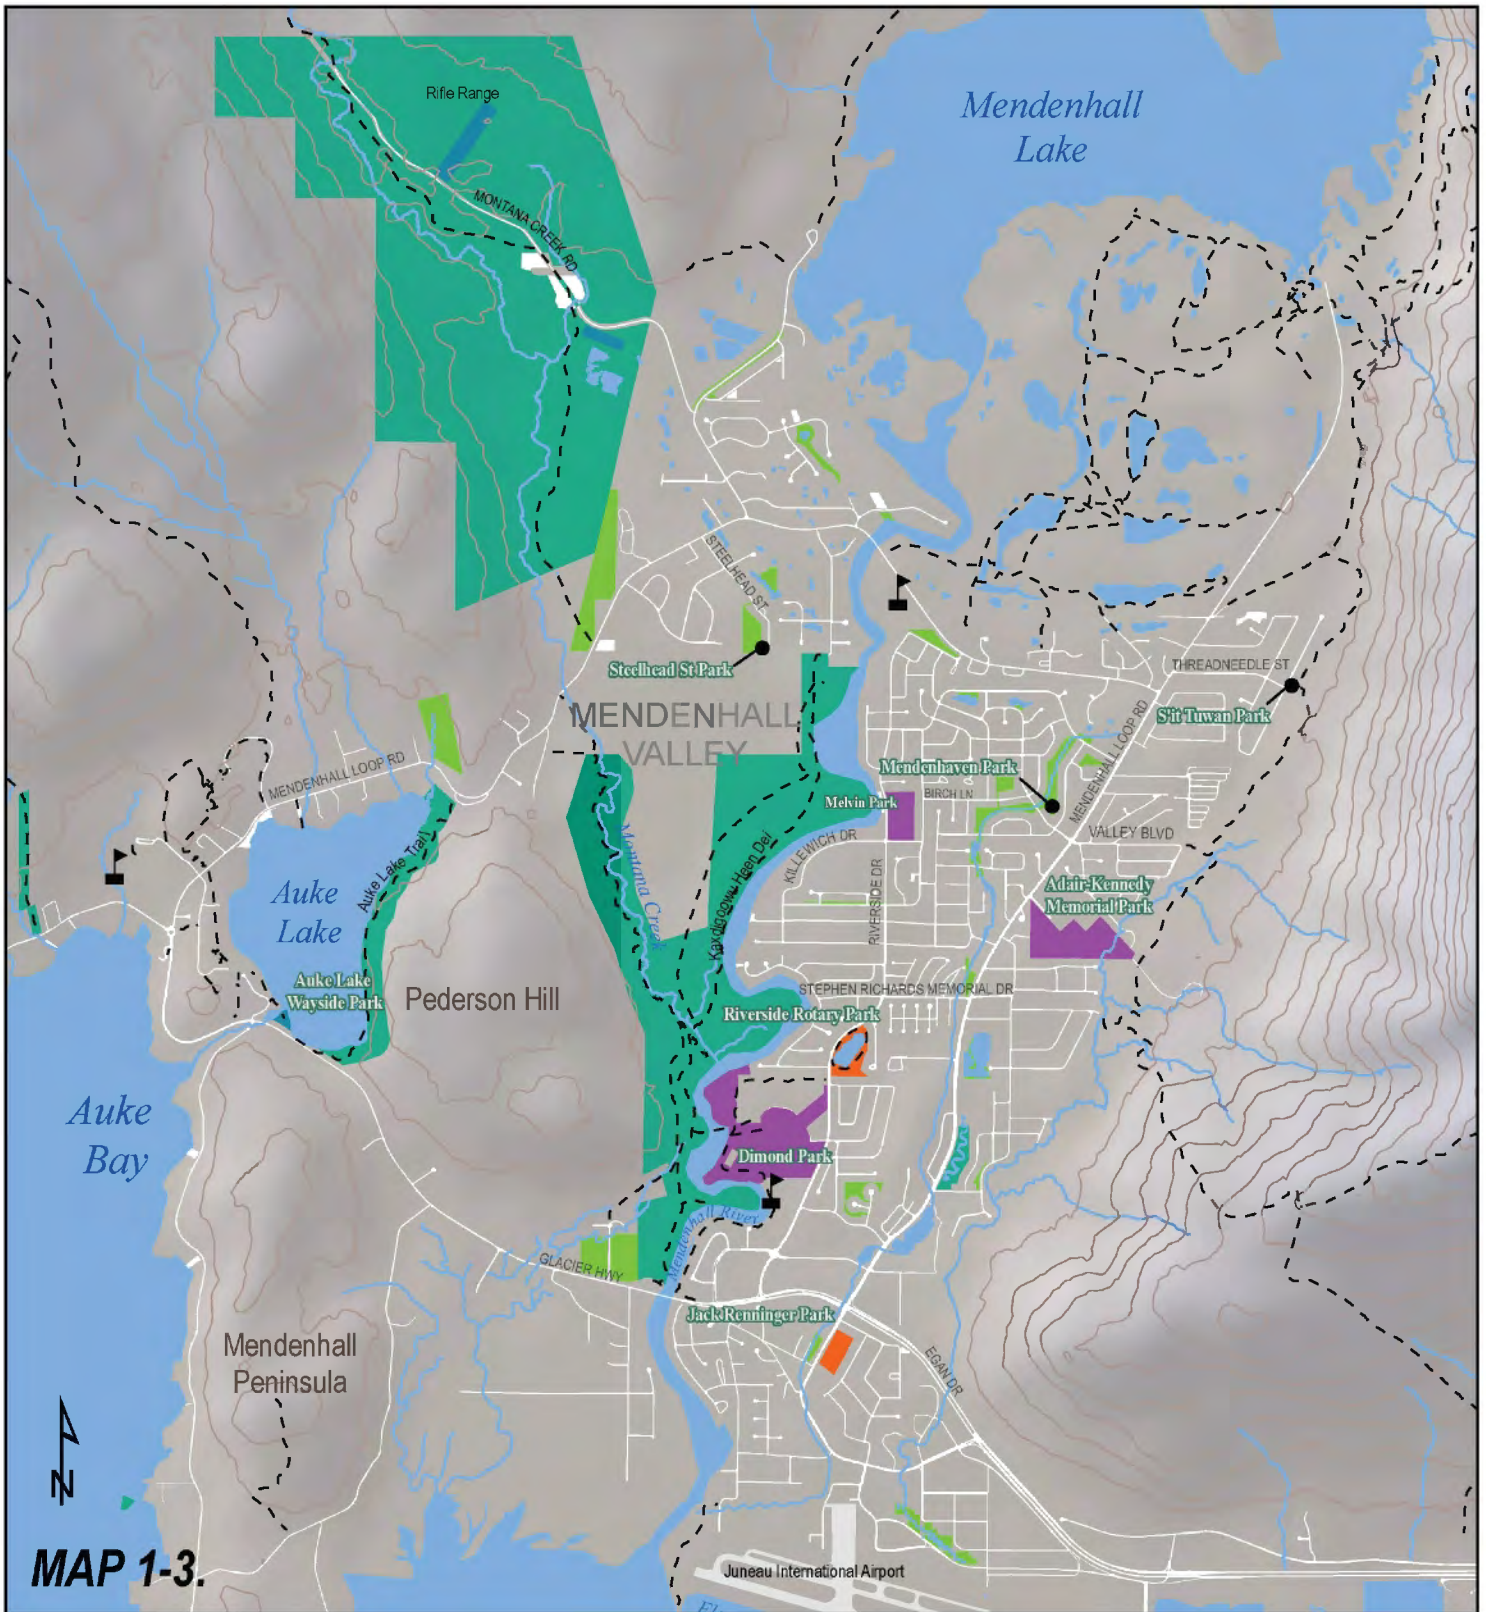 Rifle Range
Mendenhall
Lake
MONTANA CREEK RD
STEELHEAD ST
Steelhead St Park
THREADNEEDLE ST
S'it Tuwan Park
MENDENHALL
VALLEY
MENDENHALL LOOP RD
MENDENHALL LOOP RD
Mendenhaven Park
BIRCH LN
Melvin Park
VALLEY BLVD
KILLEWICH DR
Montana Creek
Kaxdigoowu Heen Dei
Auke Lake Trail
RIVERSIDE DR
Adair-Kennedy
Memorial Park
Auke
Lake
Auke Lake
Wayside Park
Pederson Hill
STEPHEN RICHARDS MEMORIAL DR
Riverside Rotary Park
Auke
Bay
Dimond Park
Mendenhall River
GLACIER HWY
Jack Renninger Park
Mendenhall
Peninsula
EGAN DR
N
MAP 1-3.
Juneau International Airport